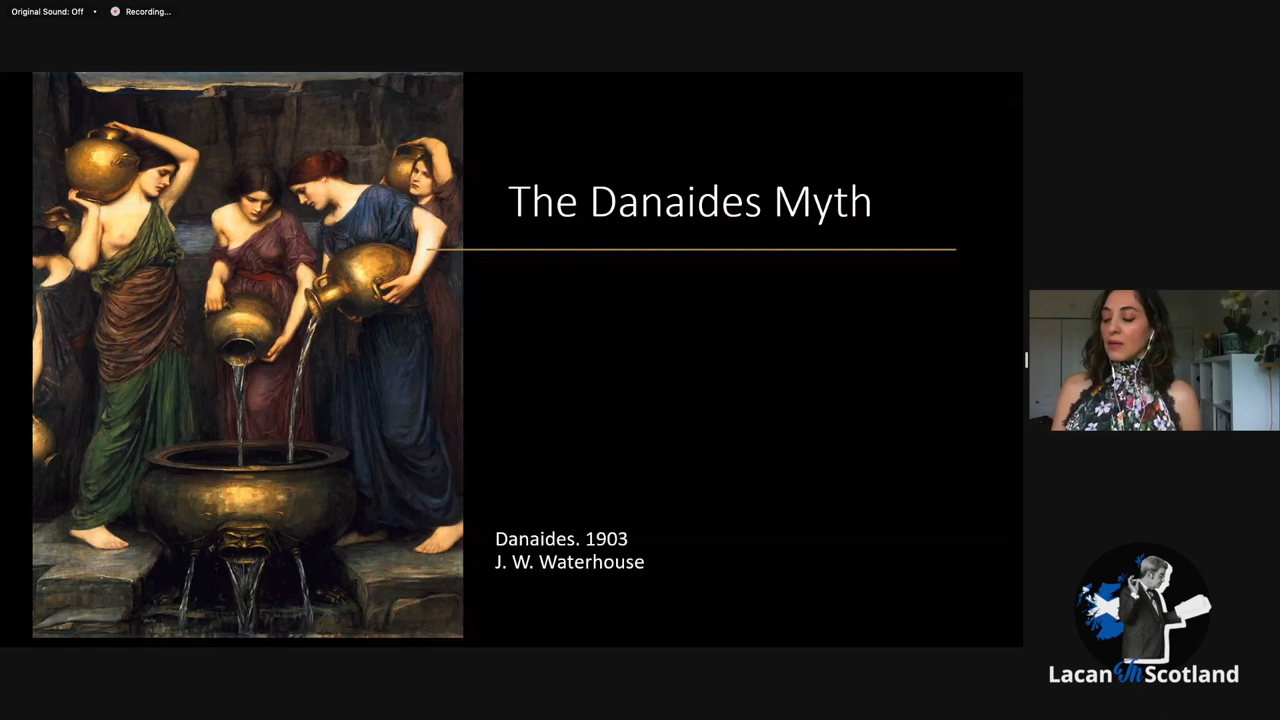 Original Sound: Off
Recording...
The Danaides Myth
Danaides. 1903
J. W. Waterhouse
Lacan In Scotland